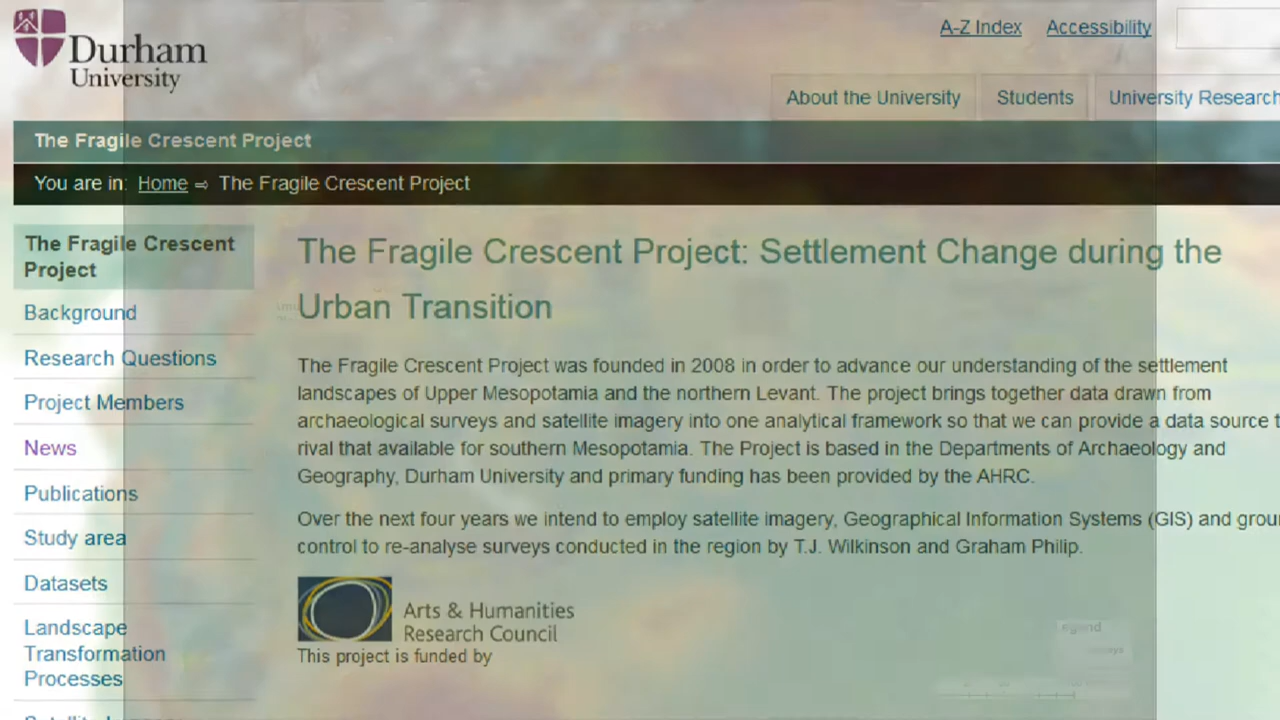 Durham
University
A-Z Index
Accessibility
About the University
Students
University Research
The Fragile Crescent Project
You are in: Home ⇨ The Fragile Crescent Project
The Fragile Crescent
Project
Background
Research Questions
Project Members
News
Publications
Study area
Datasets
Landscape
Transformation
Processes
The Fragile Crescent Project: Settlement Change during the
Urban Transition
The Fragile Crescent Project was founded in 2008 in order to advance our understanding of the settlement
landscapes of Upper Mesopotamia and the northern Levant. The project brings together data drawn from
archaeological surveys and satellite imagery into one analytical framework so that we can provide a data source
rival that available for southern Mesopotamia. The Project is based in the Departments of Archaeology and
Geography, Durham University and primary funding has been provided by the AHRC.
Over the next four years we intend to employ satellite imagery, Geographical Information Systems (GIS) and
control to re-analyse surveys conducted in the region by T.J. Wilkinson and Graham Philip.
Arts & Humanities
Research Council
This project is funded by